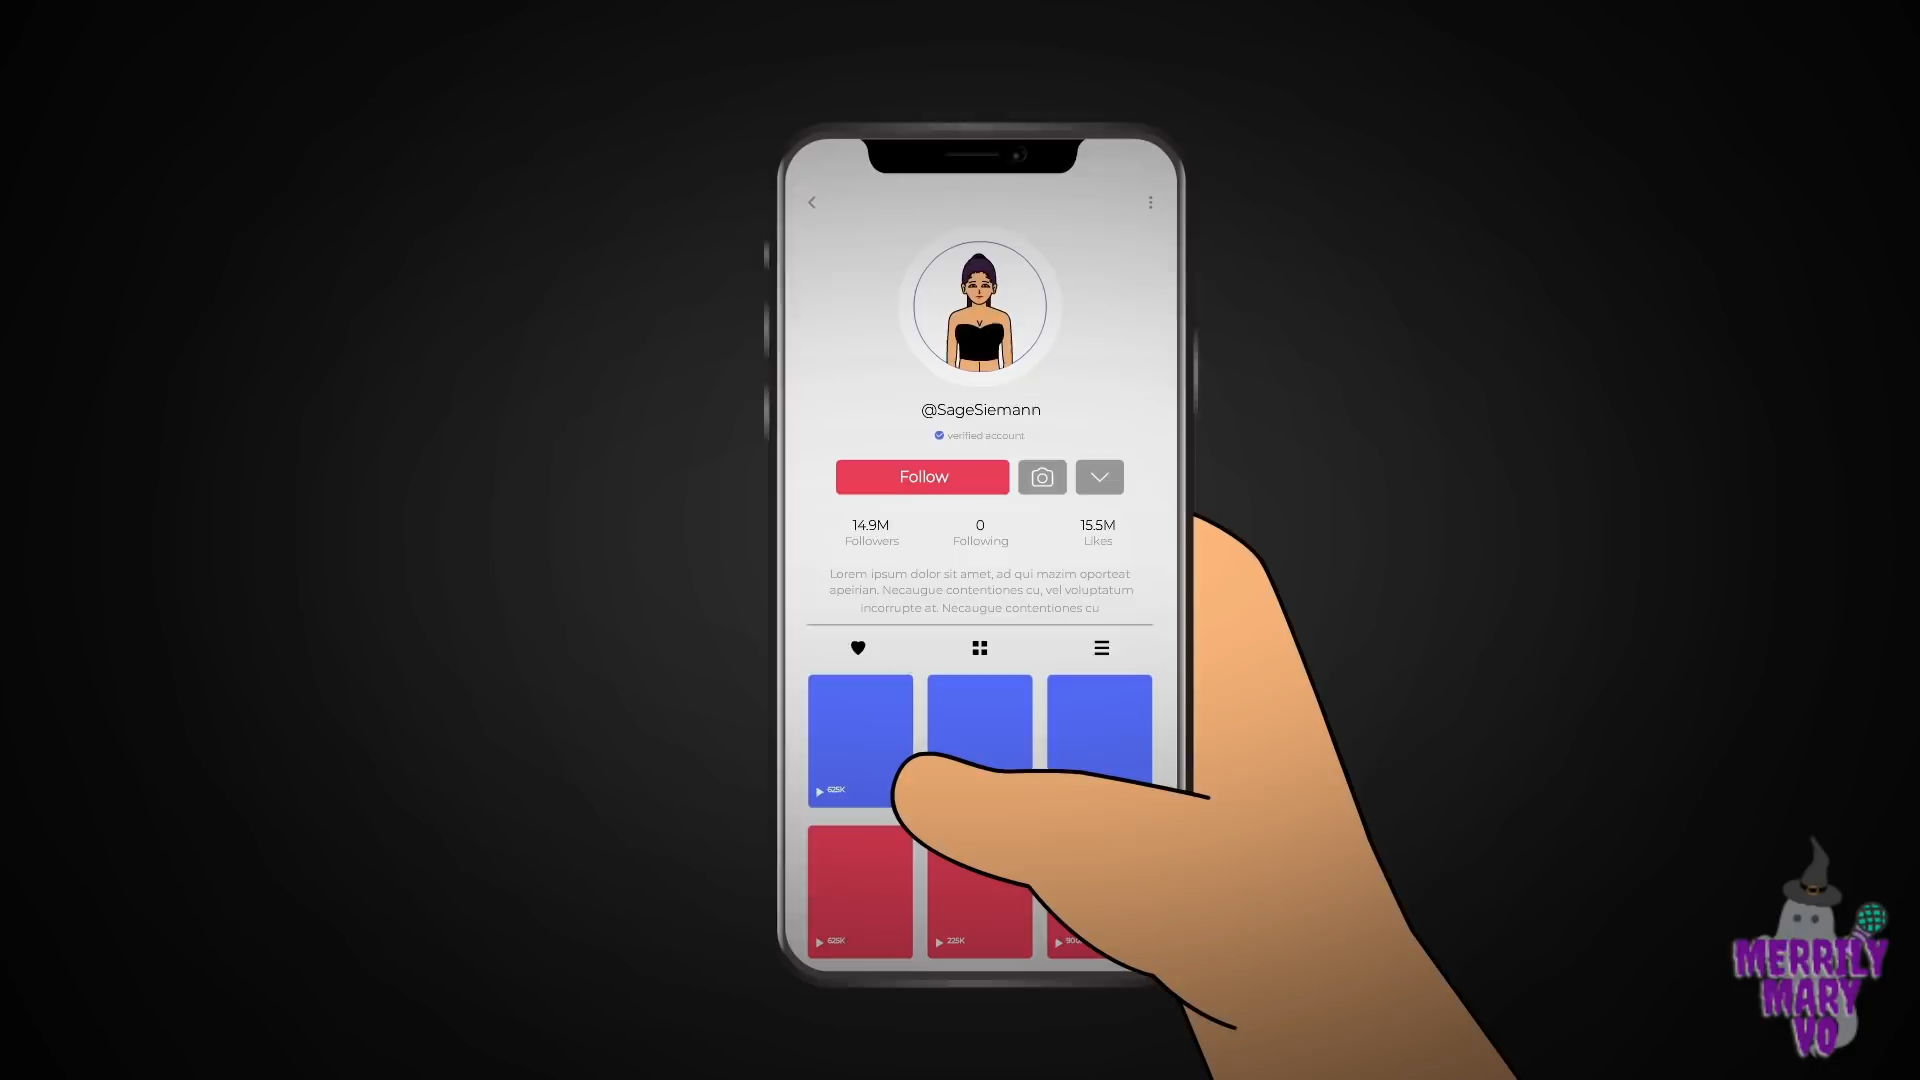 @SageSiemann
verified account
Follow
14.9M
0
15.5M
Followers
Following
Likes
Lorem ipsum dolor sit amet, ad qui mazim oporteat
apeirian. Necaugue contentiones cu, vel voluptatum
incorrupte at. Necaugue contentiones cu
625K
625K
225K
MERRILY
MARY
VO